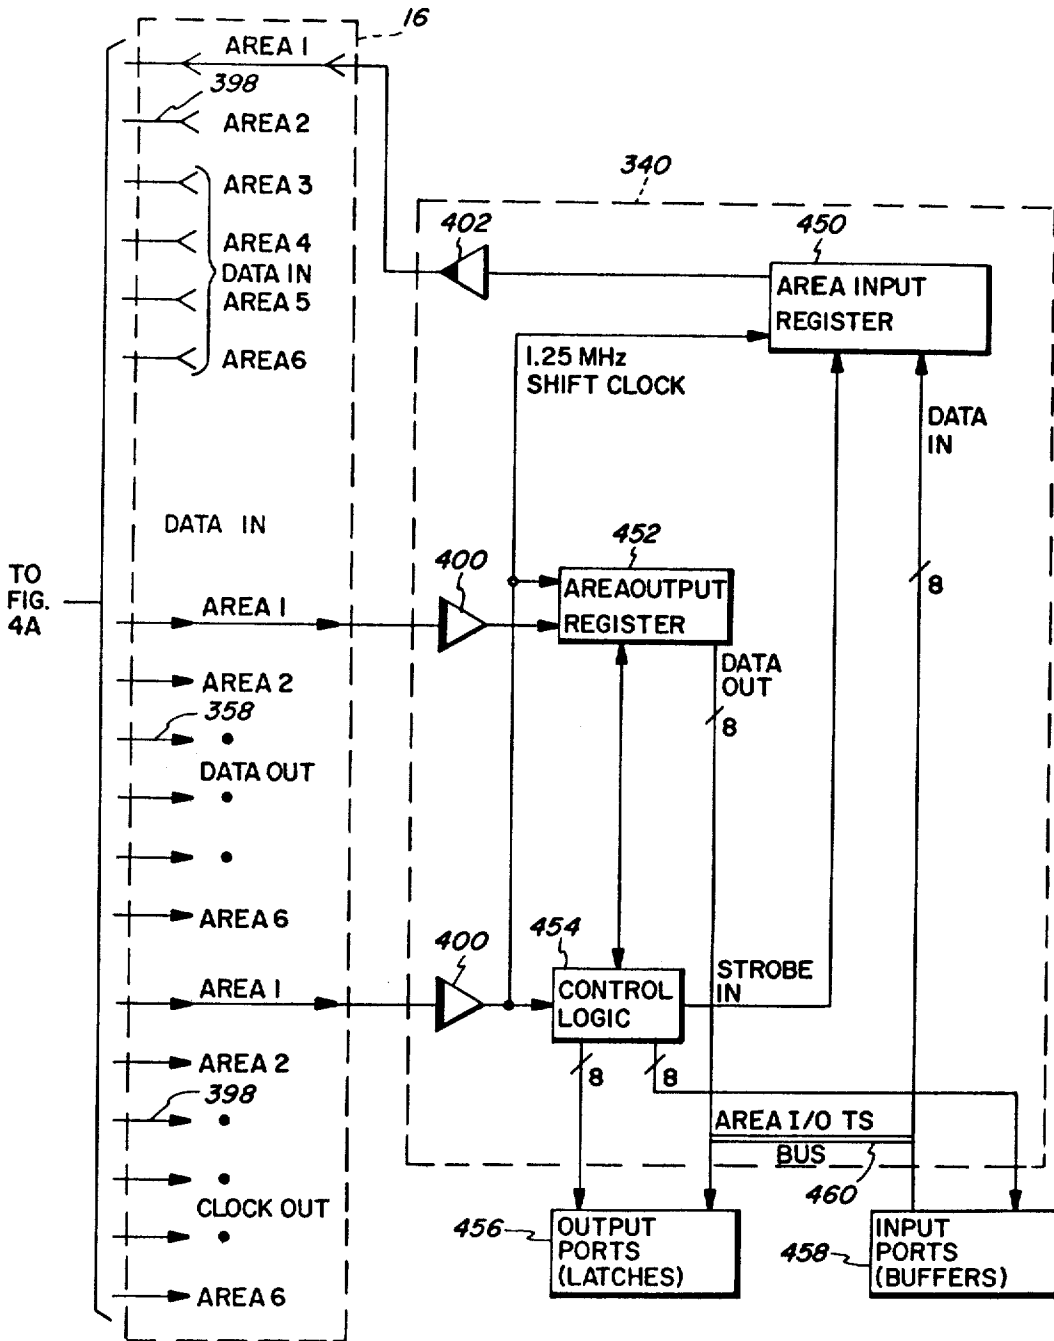 16
AREA 1
398
AREA 2
AREA 3
AREA 4
DATA IN
AREA 5
AREA 6
DATA IN
TO
FIG.
4A
AREA 1
AREA 2
358
DATA OUT
AREA 6
AREA 1
AREA 2
398
CLOCK OUT
AREA 6
340
402
450
AREA INPUT
REGISTER
1.25 MHz
SHIFT CLOCK
DATA
IN
8
400
452
AREAOUTPUT
REGISTER
DATA
OUT
8
400
454
CONTROL
LOGIC
STROBE
IN
8
8
AREA I/O TS
BUS
460
456
OUTPUT
PORTS
(LATCHES)
458
INPUT
PORTS
(BUFFERS)